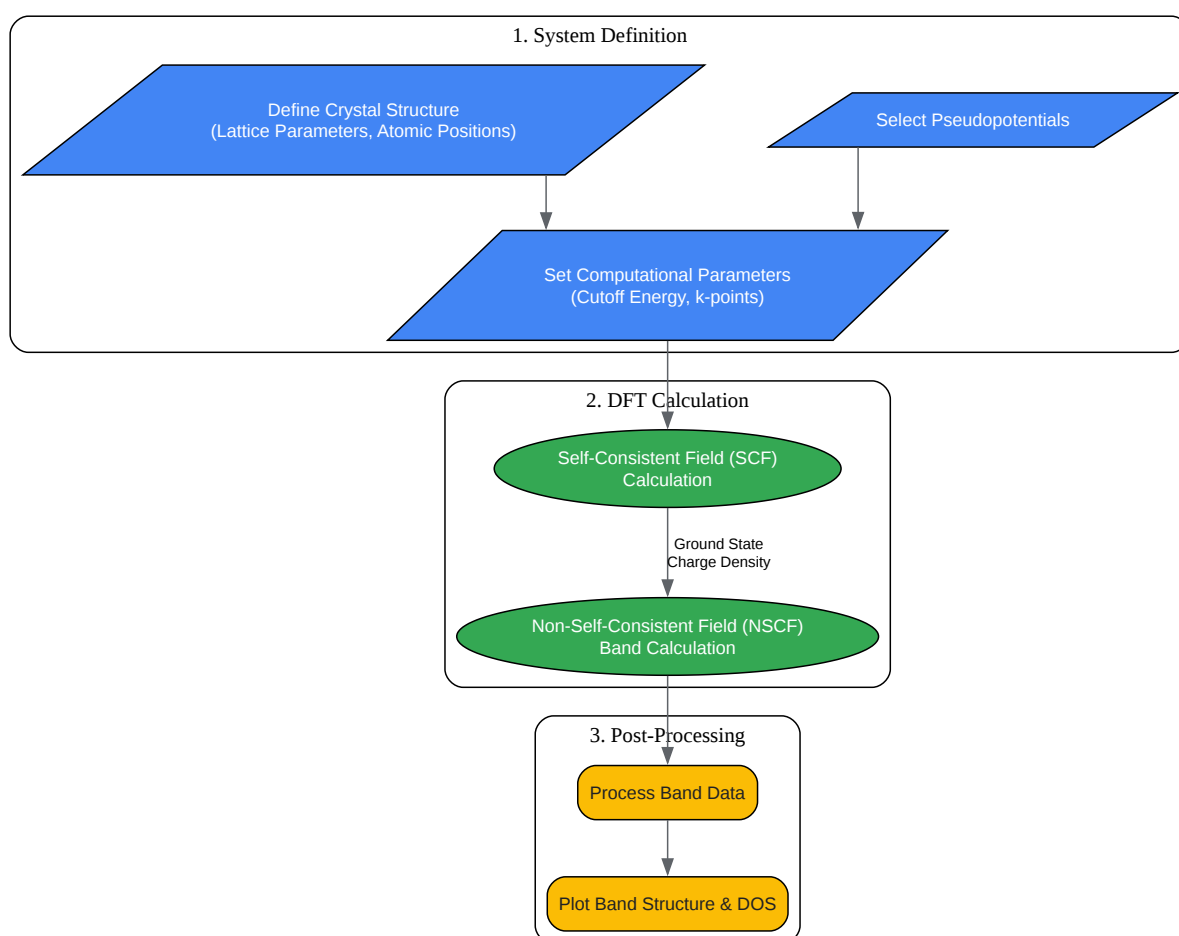 1. System Definition
Define Crystal Structure
(Lattice Parameters, Atomic Positions)
Select Pseudopotentials
Set Computational Parameters
(Cutoff Energy, k-points)
2. DFT Calculation
Self-Consistent Field (SCF)
Calculation
Ground State
Charge Density
Non-Self-Consistent Field (NSCF)
Band Calculation
3. Post-Processing
Process Band Data
Plot Band Structure & DOS